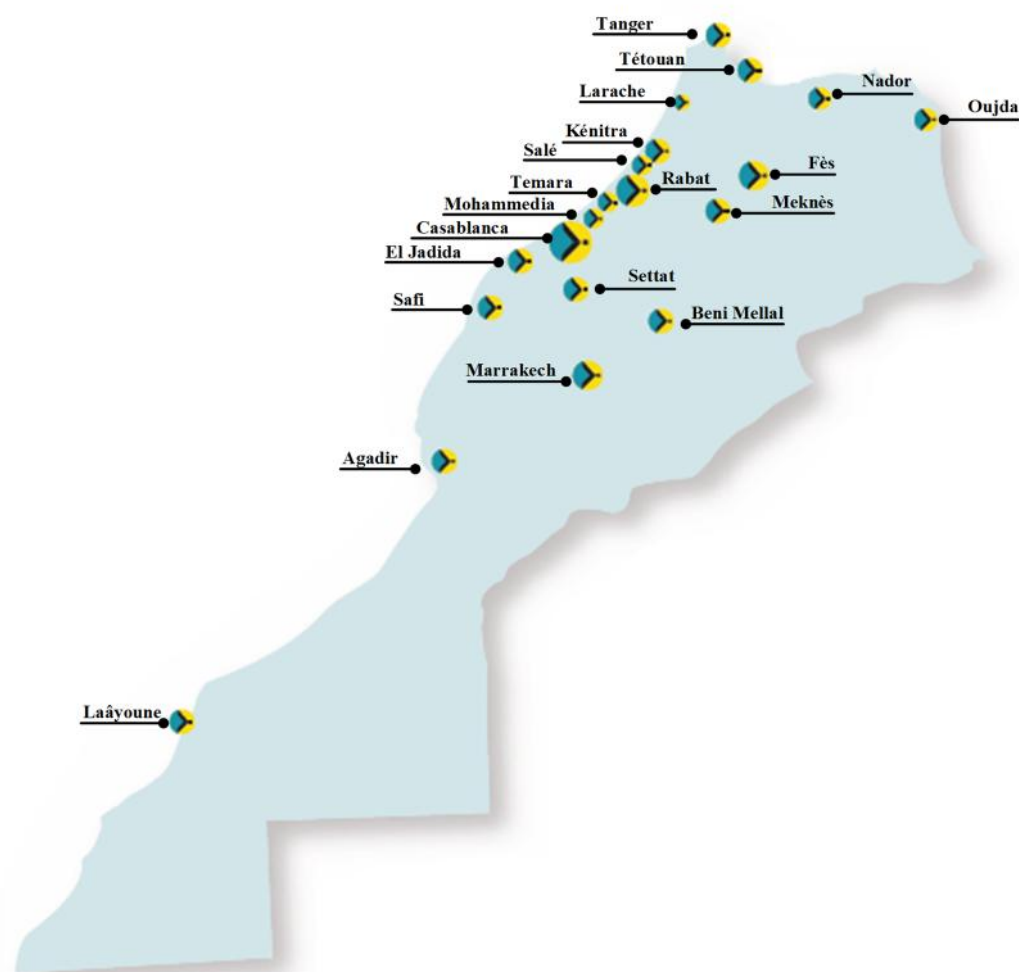 Tanger
Tétouan
Nador
Larache
Oujda
Kénitra
Salé
Fès
Temara
Rabat
Mohammedia
Meknès
Casablanca
El Jadida
Settat
Safi
Beni Mellal
Marrakech
Agadir
Laâyoune